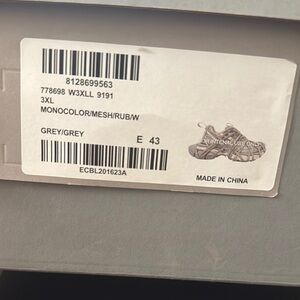 8128699563
778698 W3XLL 9191
3XL
MONOCOLOR/MESH/RUB/W
GREY/GREY
E 43
ECBL201623A
MADE IN CHINA